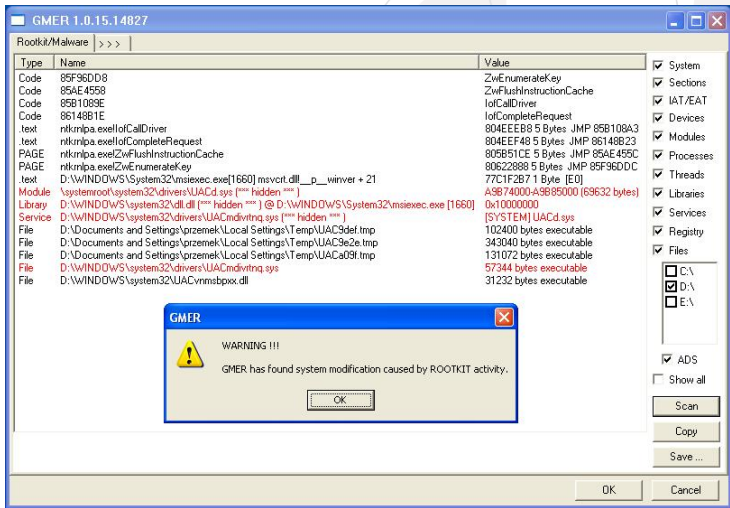 GMER 1.0.15.14827
Rootkit/Malware > > >
Type Name Value
Code 85F96DD8 ZwEnumerateKey
Code 85AE4558 ZwFlushInstructionCache
Code 85B1089E IofCallDriver
Code 86148B1E IofCompleteRequest
.text ntkrnlpa.exe!IofCallDriver 804EEEB8 5 Bytes JMP 85B108A3
.text ntkrnlpa.exe!IofCompleteRequest 804EEF48 5 Bytes JMP 86148B23
PAGE ntkrnlpa.exe!ZwFlushInstructionCache 805B51CE 5 Bytes JMP 85AE455C
PAGE ntkrnlpa.exe!ZwEnumerateKey 80622888 5 Bytes JMP 85F96DDC
.text D:\WINDOWS\System32\msiexec.exe[1660] msvcrt.dll!__p__winver + 21 77C1F2B7 1 Byte [E0]
Module \systemroot\system32\drivers\UACd.sys (*** hidden *** ) A9B74000-A9B85000 (69632 bytes)
Library D:\WINDOWS\system32\dll.dll (*** hidden *** ) @ D:\WINDOWS\System32\msiexec.exe [1660] 0x10000000
Service D:\WINDOWS\system32\drivers\UACmdivrtnq.sys (*** hidden *** ) [SYSTEM] UACd.sys
File D:\Documents and Settings\przemek\Local Settings\Temp\UAC9def.tmp 102400 bytes executable
File D:\Documents and Settings\przemek\Local Settings\Temp\UAC9e2e.tmp 343040 bytes executable
File D:\Documents and Settings\przemek\Local Settings\Temp\UACa09f.tmp 131072 bytes executable
File D:\WINDOWS\system32\drivers\UACmdivrtnq.sys 57344 bytes executable
File D:\WINDOWS\system32\UACvnmsbpxx.dll 31232 bytes executable
System
Sections
IAT/EAT
Devices
Modules
Processes
Threads
Libraries
Services
Registry
Files
C:\
D:\
E:\
ADS
Show all
Scan
Copy
Save ...
GMER
WARNING !!!
GMER has found system modification caused by ROOTKIT activity.
OK
OK Cancel